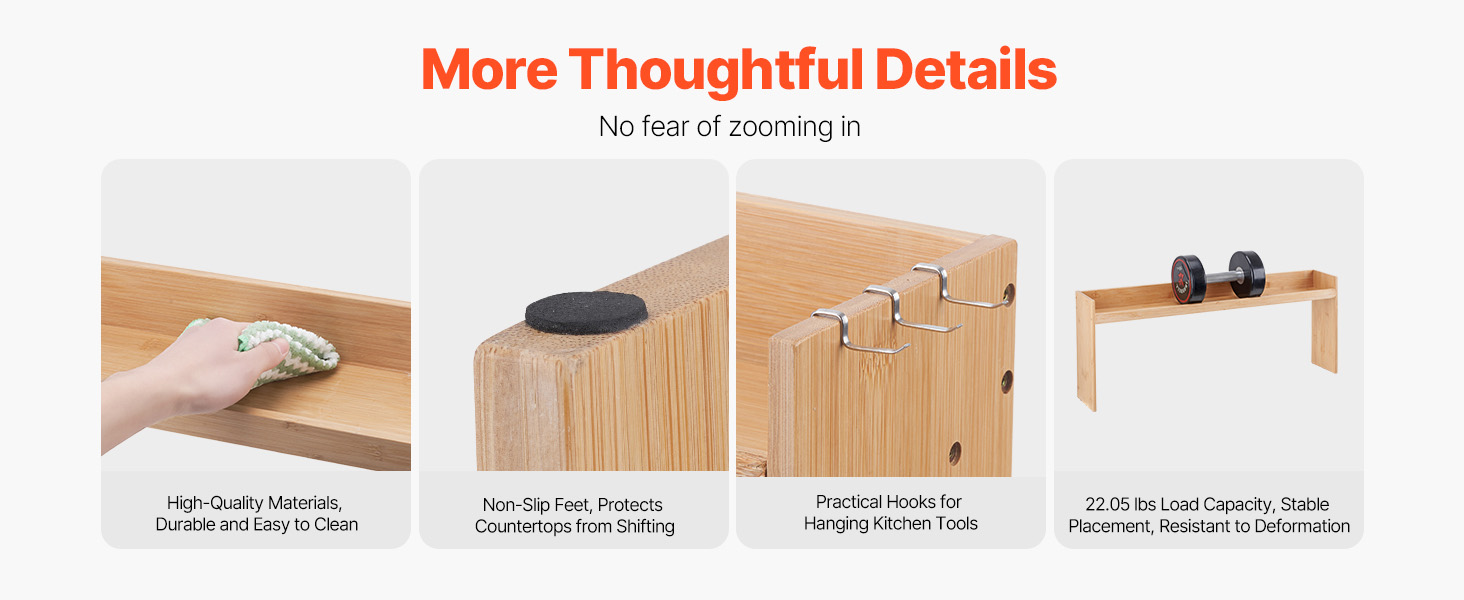 More Thoughtful Details
No fear of zooming in
High-Quality Materials,
Durable and Easy to Clean
Non-Slip Feet, Protects
Countertops from Shifting
Practical Hooks for
Hanging Kitchen Tools
22.05 lbs Load Capacity, Stable
Placement, Resistant to Deformation